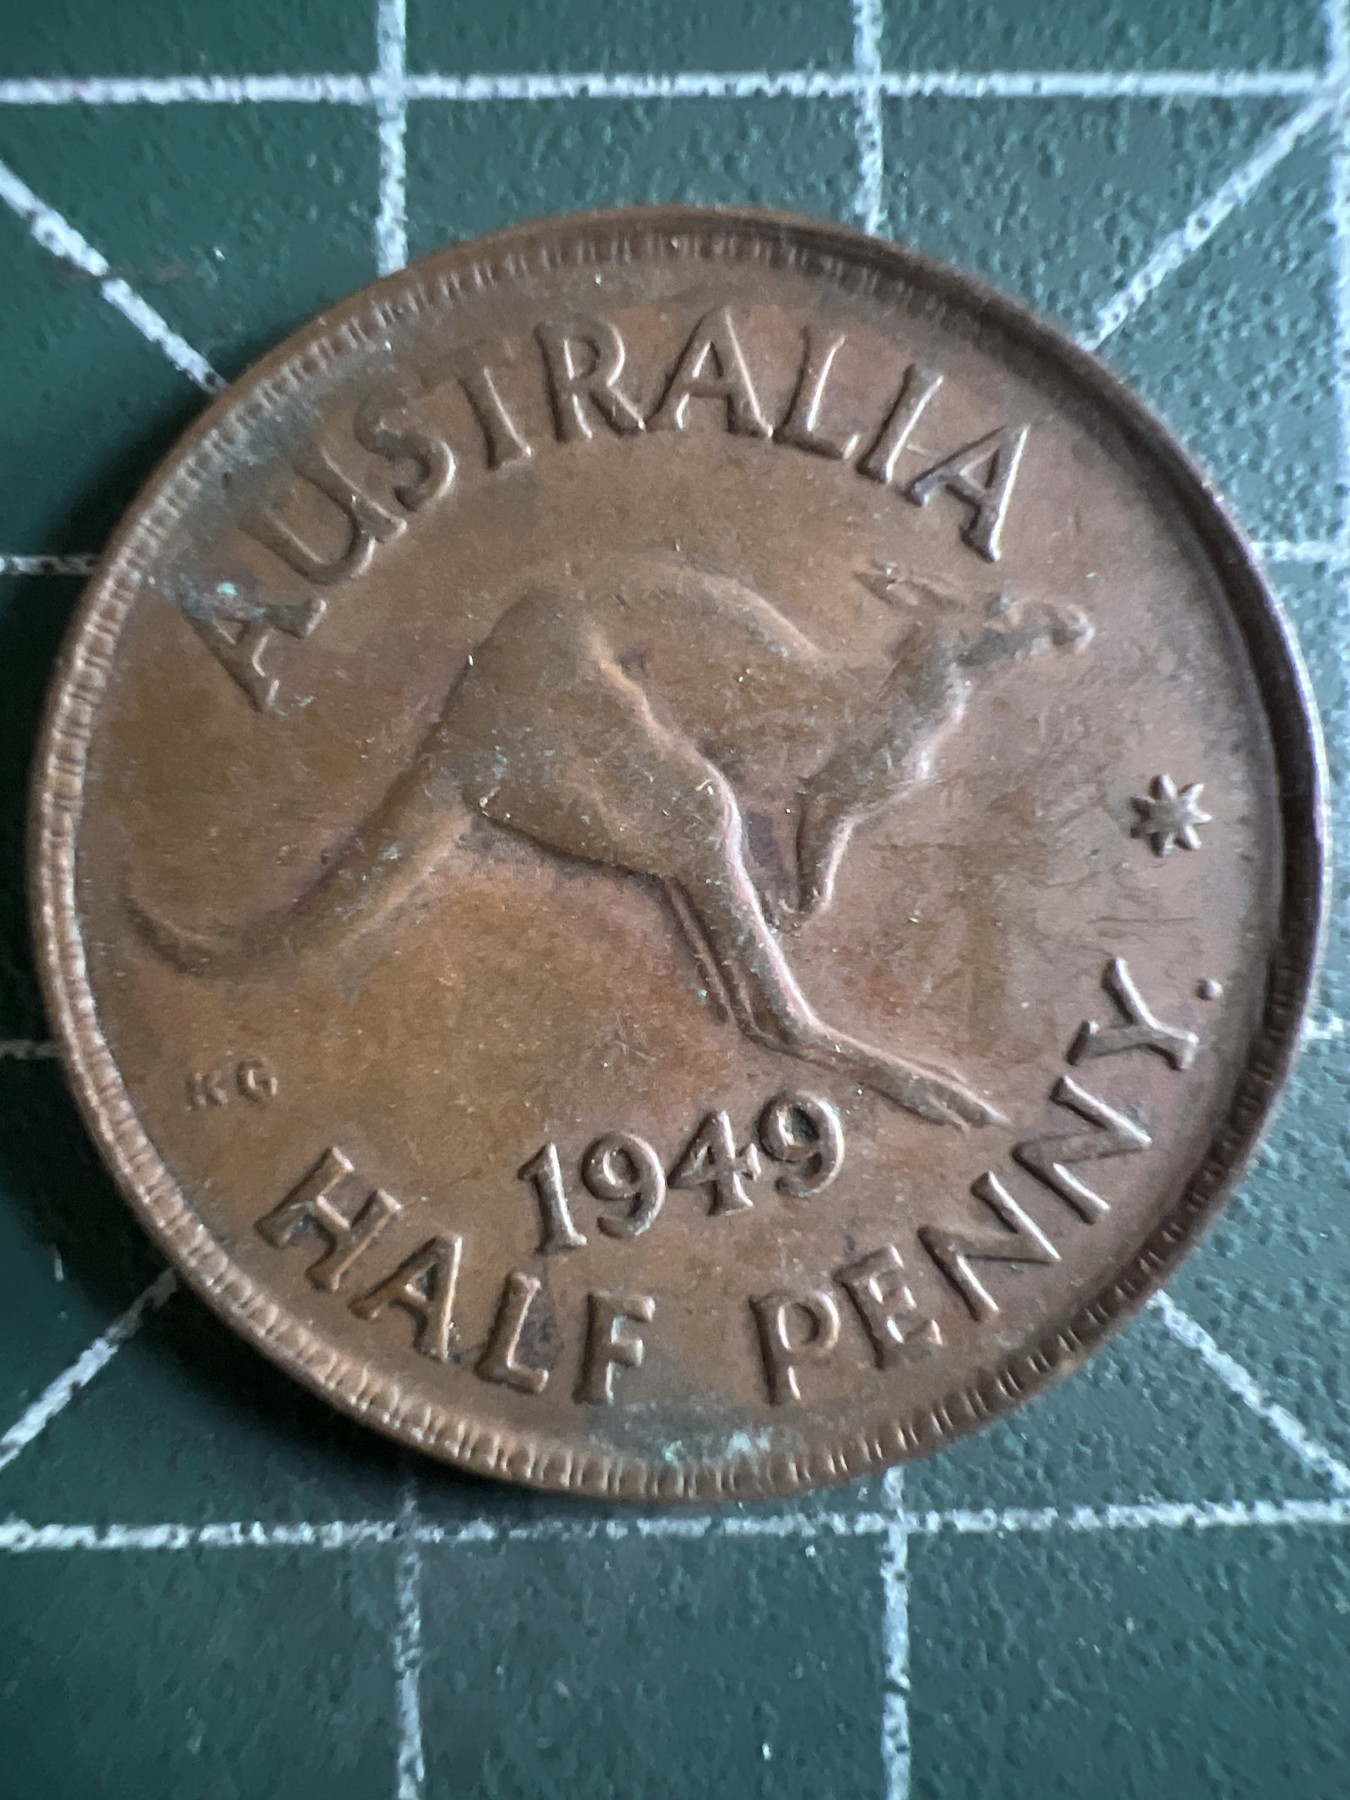 AUSTRALIA
KG
1949
HALF PENNY.